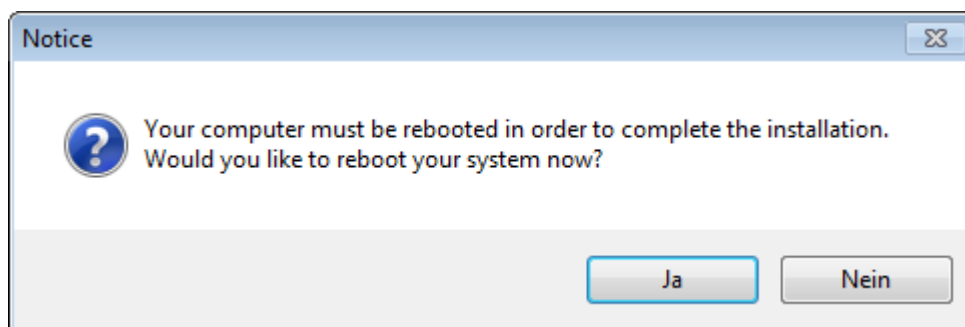 Notice
Your computer must be rebooted in order to complete the installation.
Would you like to reboot your system now?
Ja Nein